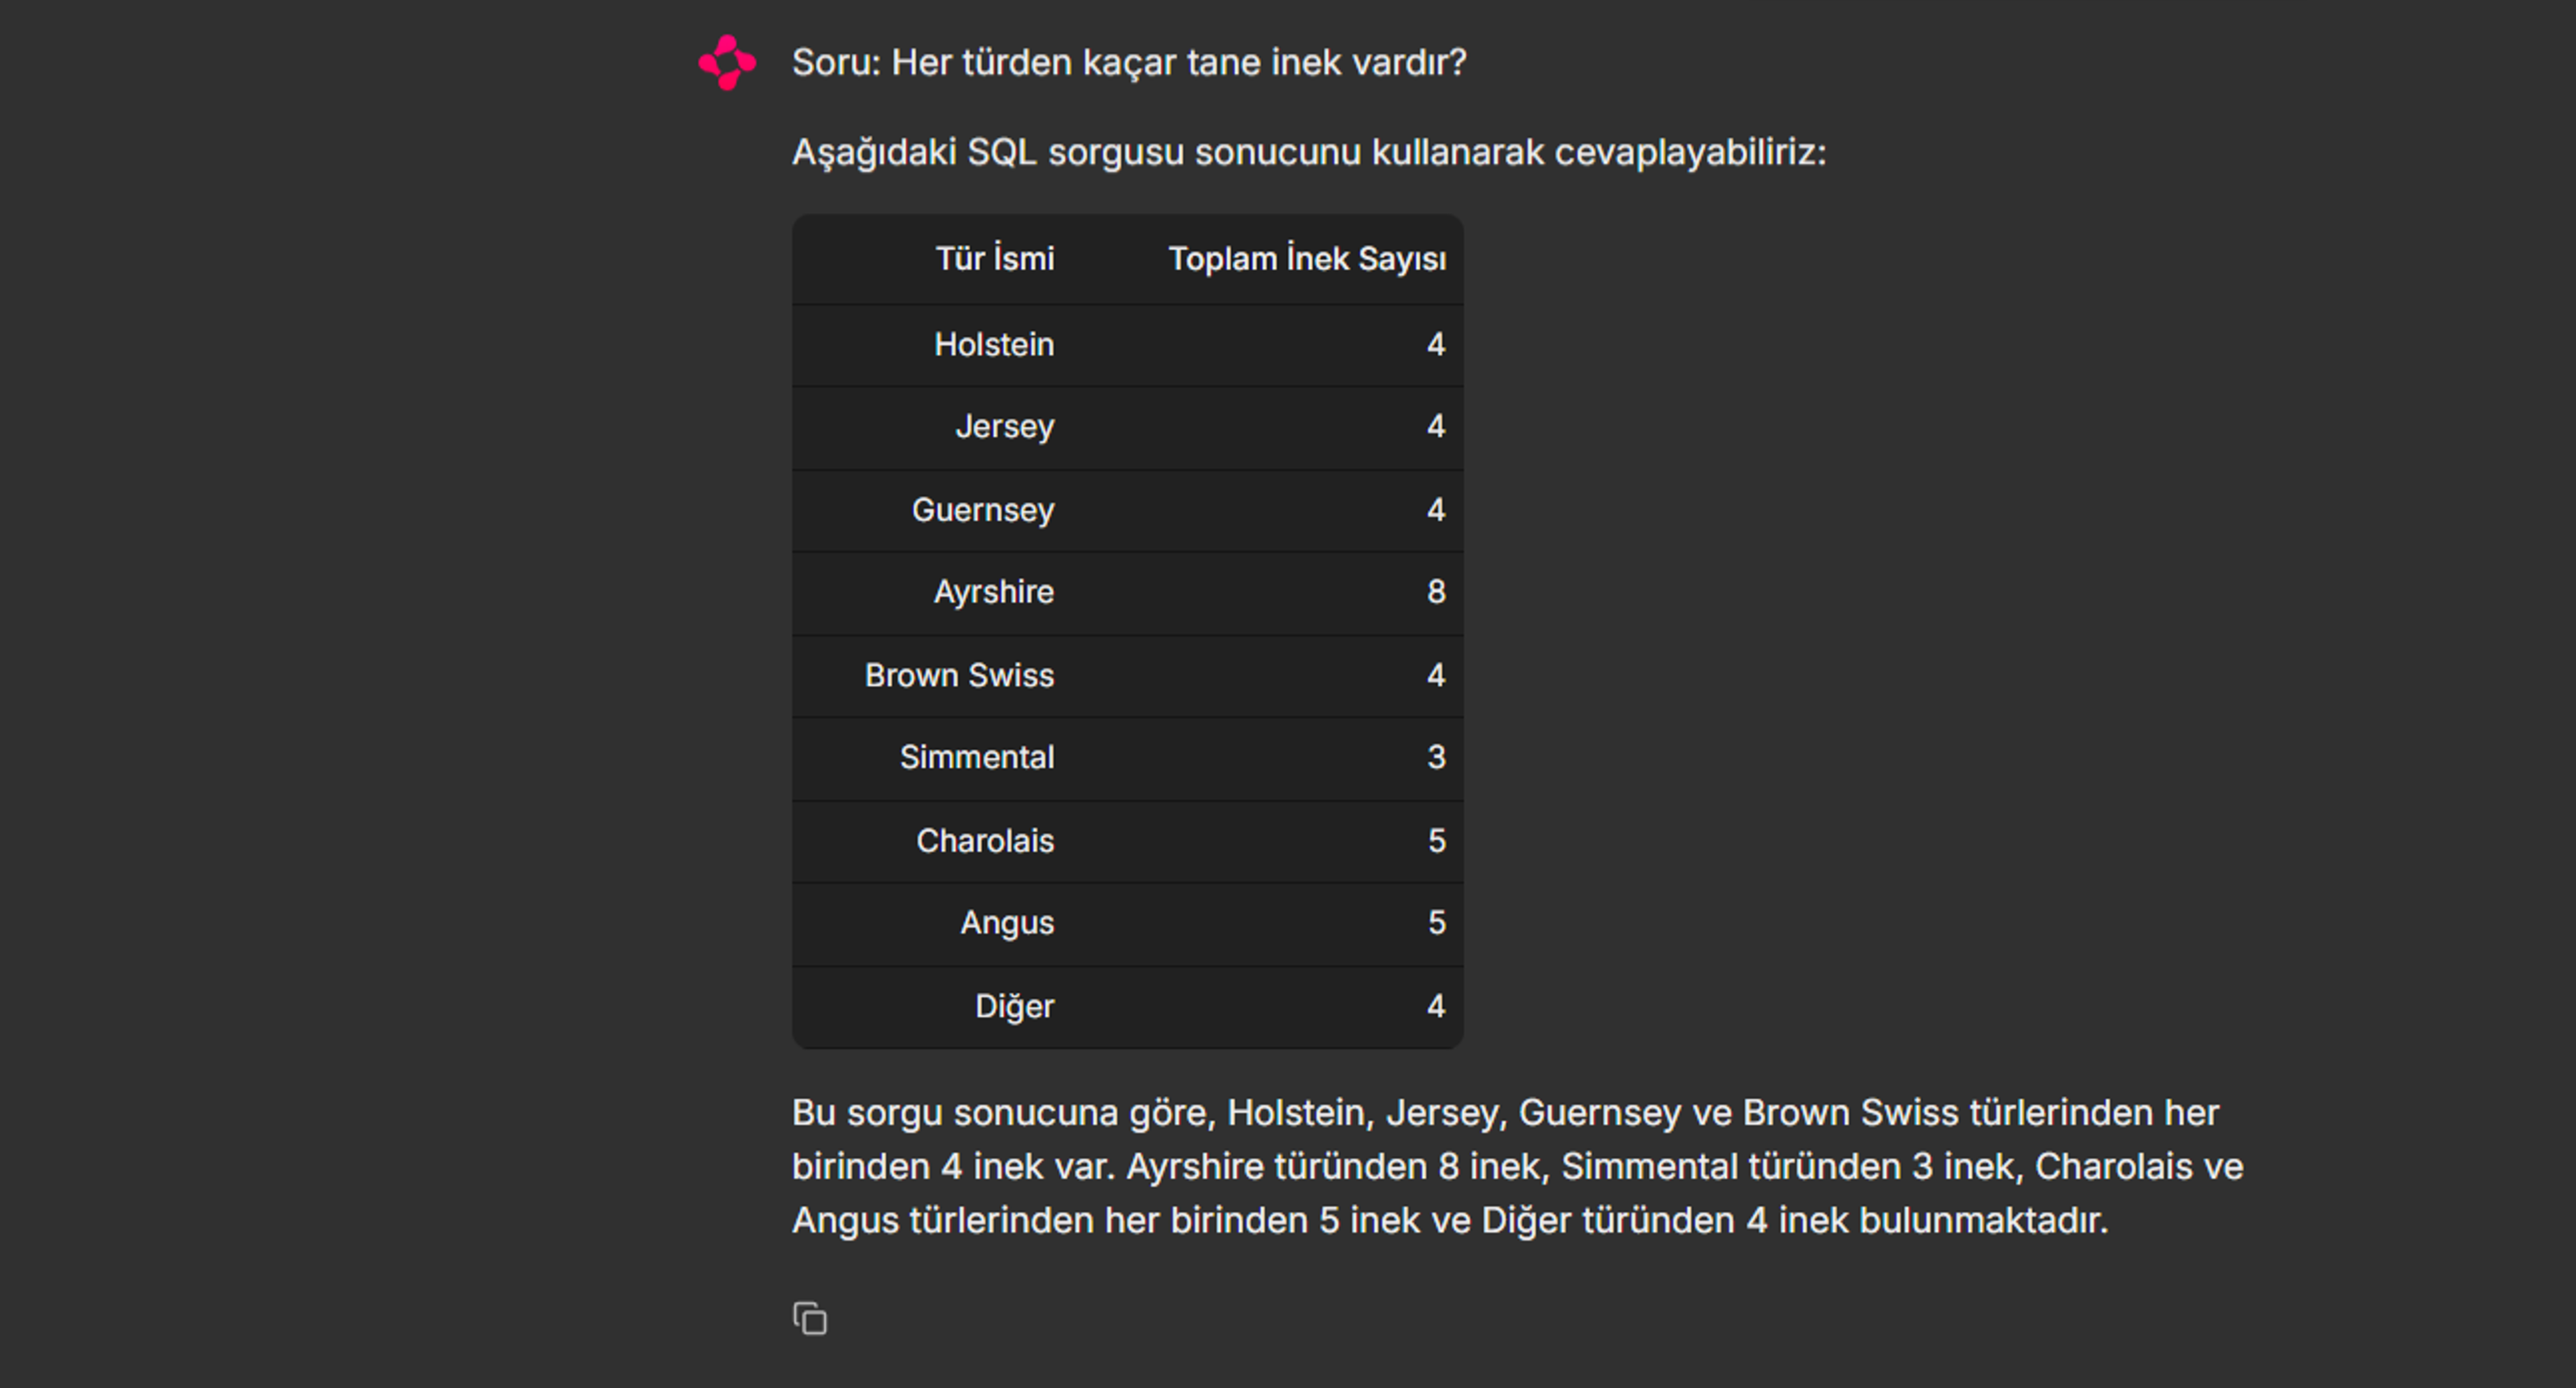 Soru: Her türden kaçar tane inek vardır?
Aşağıdaki SQL sorgusu sonucunu kullanarak cevaplayabiliriz:
Tür İsmi Toplam İnek Sayısı
Holstein 4
Jersey 4
Guernsey 4
Ayrshire 8
Brown Swiss 4
Simmental 3
Charolais 5
Angus 5
Diğer 4
Bu sorgu sonucuna göre, Holstein, Jersey, Guernsey ve Brown Swiss türlerinden her
birinden 4 inek var. Ayrshire türünden 8 inek, Simmental türünden 3 inek, Charolais ve
Angus türlerinden her birinden 5 inek ve Diğer türünden 4 inek bulunmaktadır.